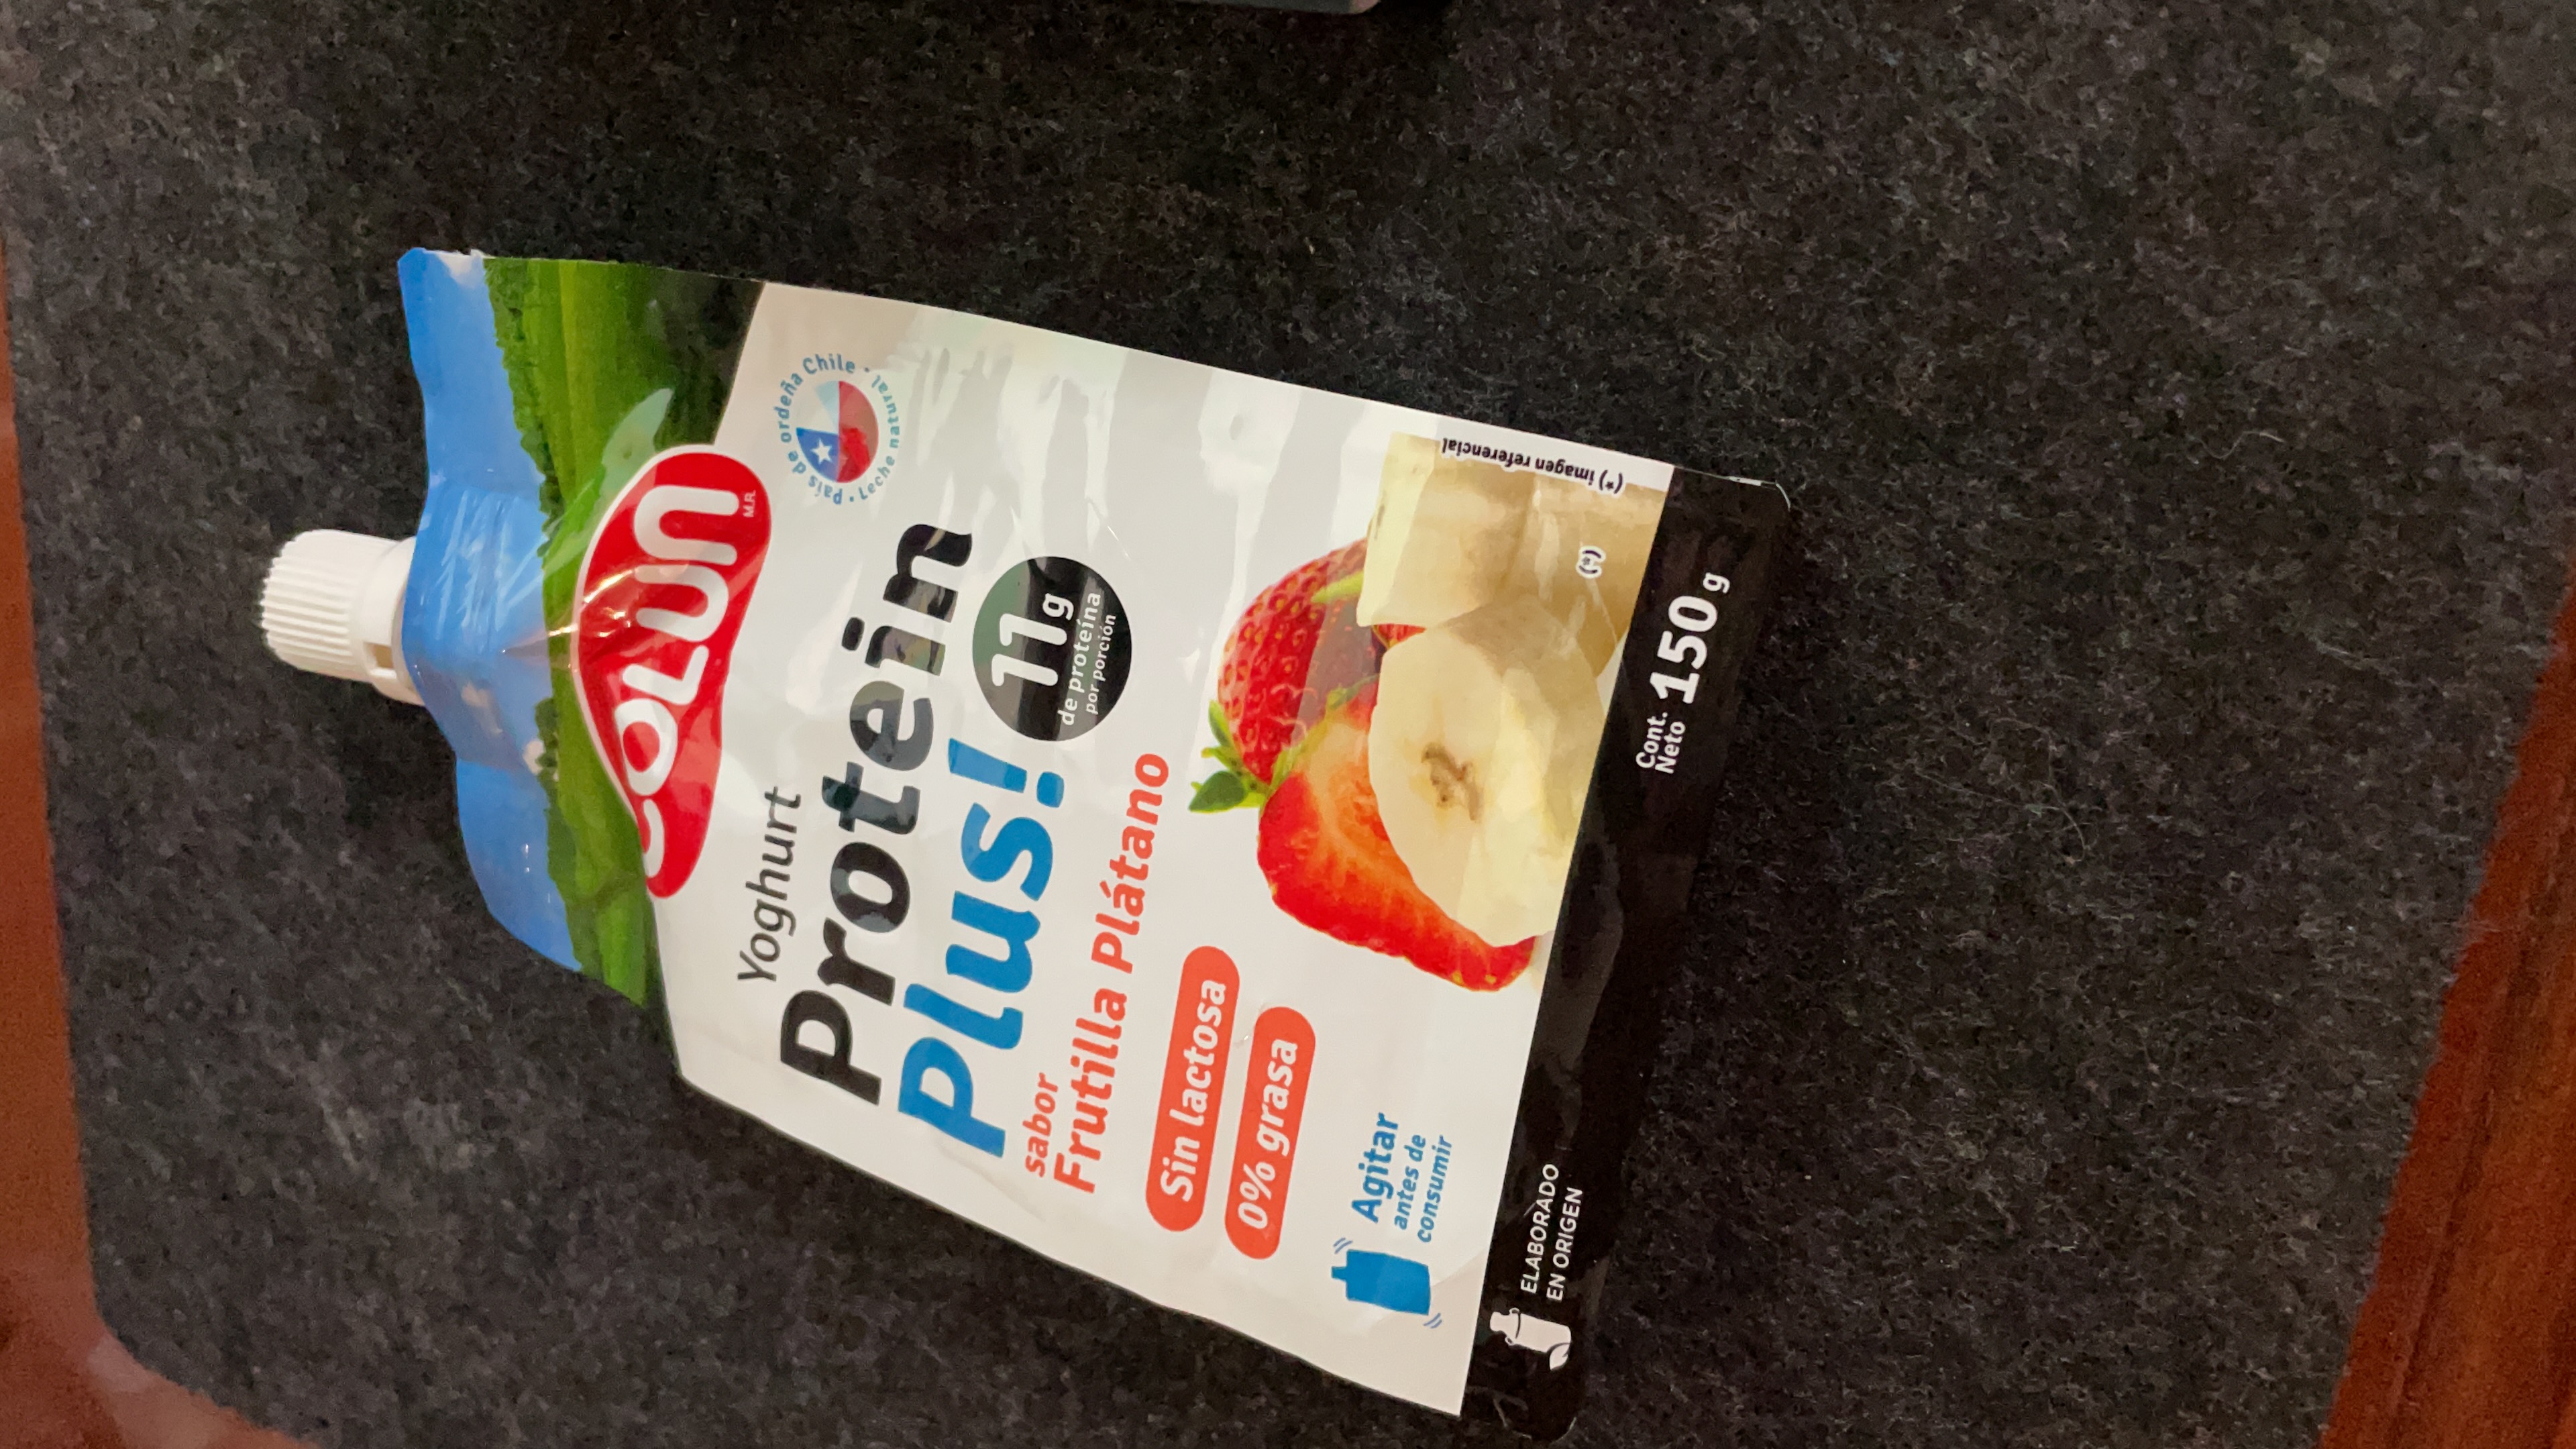 COLUN
M.R.
Yoghurt
Protein
Plus!
País de ordeña Chile
• Leche natural •
11g
de proteína
por porción
sabor
Frutilla Plátano
Sin lactosa
0% grasa
Agitar
antes de
consumir
(*) imagen referencial
(*)
ELABORADO
EN ORIGEN
Cont.
Neto 150 g